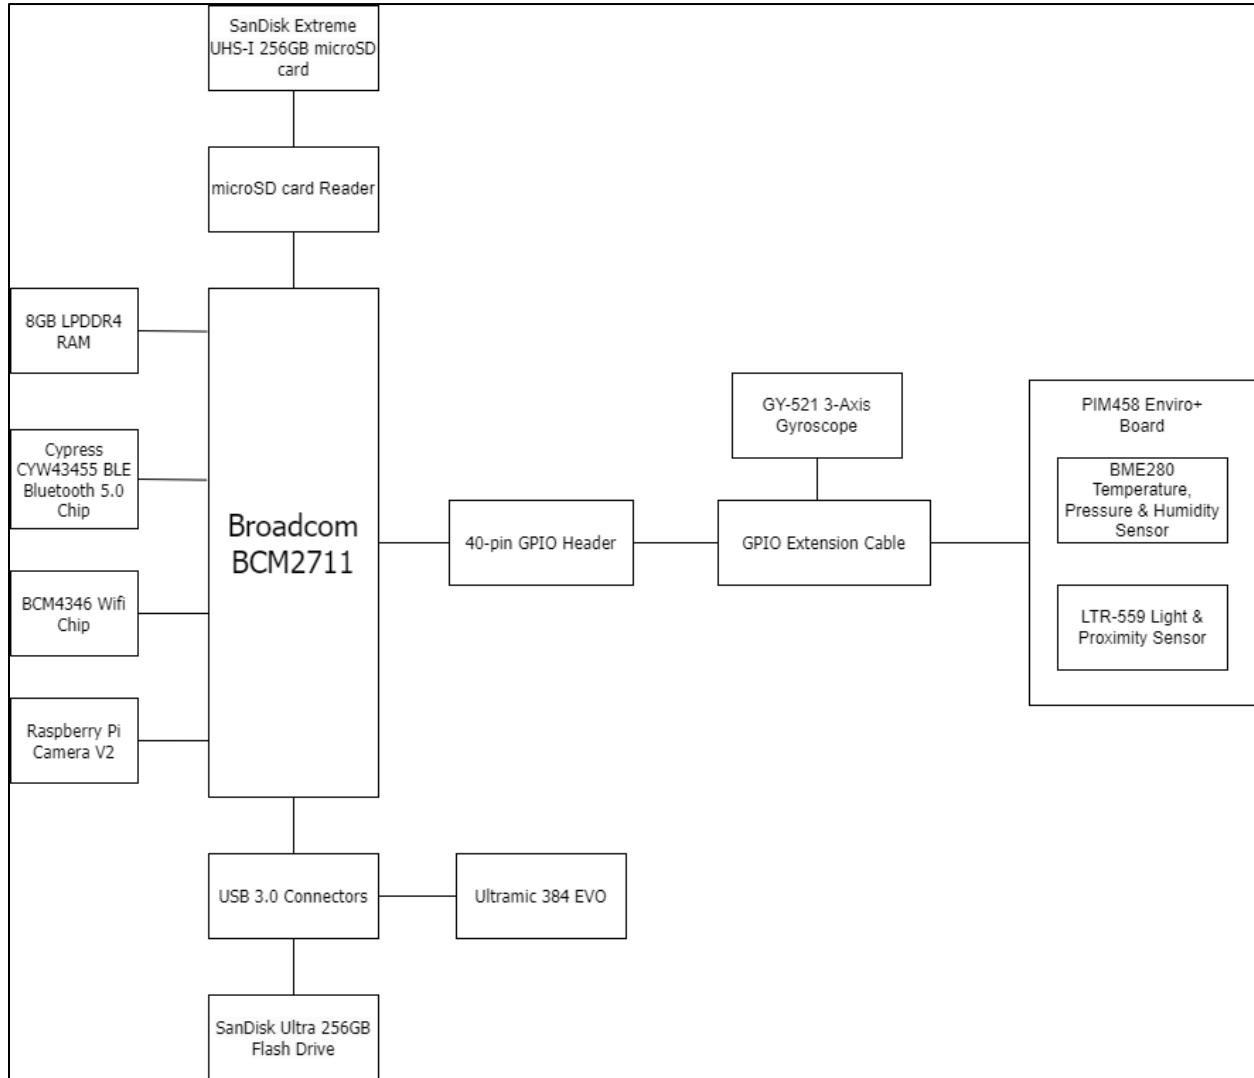 SanDisk Extreme
UHS-I 256GB microSD
card
microSD card Reader
8GB LPDDR4
RAM
Cypress
CYW43455 BLE
Bluetooth 5.0
Chip
BCM4346 Wifi
Chip
Raspberry Pi
Camera V2
Broadcom
BCM2711
40-pin GPIO Header
GY-521 3-Axis
Gyroscope
GPIO Extension Cable
PIM458 Enviro+
Board
BME280
Temperature,
Pressure & Humidity
Sensor
LTR-559 Light &
Proximity Sensor
USB 3.0 Connectors
Ultramic 384 EVO
SanDisk Ultra 256GB
Flash Drive